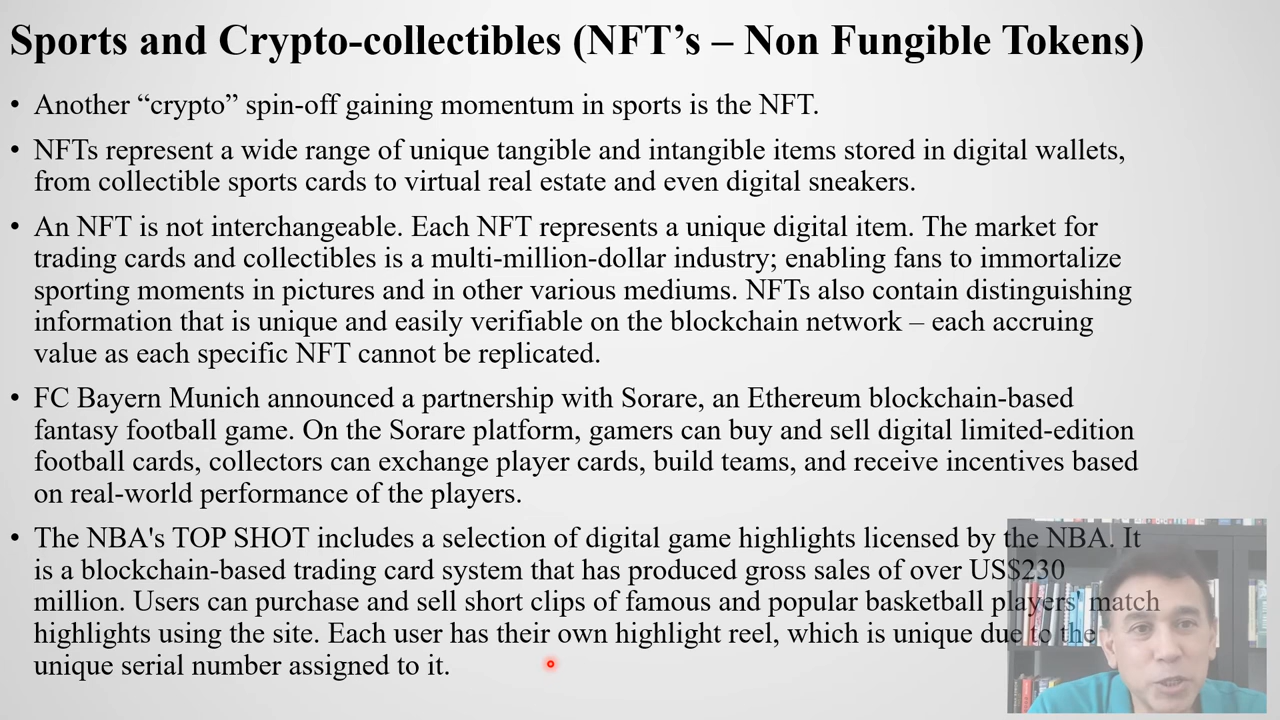 Sports and Crypto-collectibles (NFT’s – Non Fungible Tokens)
• Another “crypto” spin-off gaining momentum in sports is the NFT.
• NFTs represent a wide range of unique tangible and intangible items stored in digital wallets,
from collectible sports cards to virtual real estate and even digital sneakers.
• An NFT is not interchangeable. Each NFT represents a unique digital item. The market for
trading cards and collectibles is a multi-million-dollar industry; enabling fans to immortalize
sporting moments in pictures and in other various mediums. NFTs also contain distinguishing
information that is unique and easily verifiable on the blockchain network – each accruing
value as each specific NFT cannot be replicated.
• FC Bayern Munich announced a partnership with Sorare, an Ethereum blockchain-based
fantasy football game. On the Sorare platform, gamers can buy and sell digital limited-edition
football cards, collectors can exchange player cards, build teams, and receive incentives based
on real-world performance of the players.
• The NBA's TOP SHOT includes a selection of digital game highlights licensed by the NBA. It
is a blockchain-based trading card system that has produced gross sales of over US$230
million. Users can purchase and sell short clips of famous and popular basketball players' match
highlights using the site. Each user has their own highlight reel, which is unique due to the
unique serial number assigned to it.